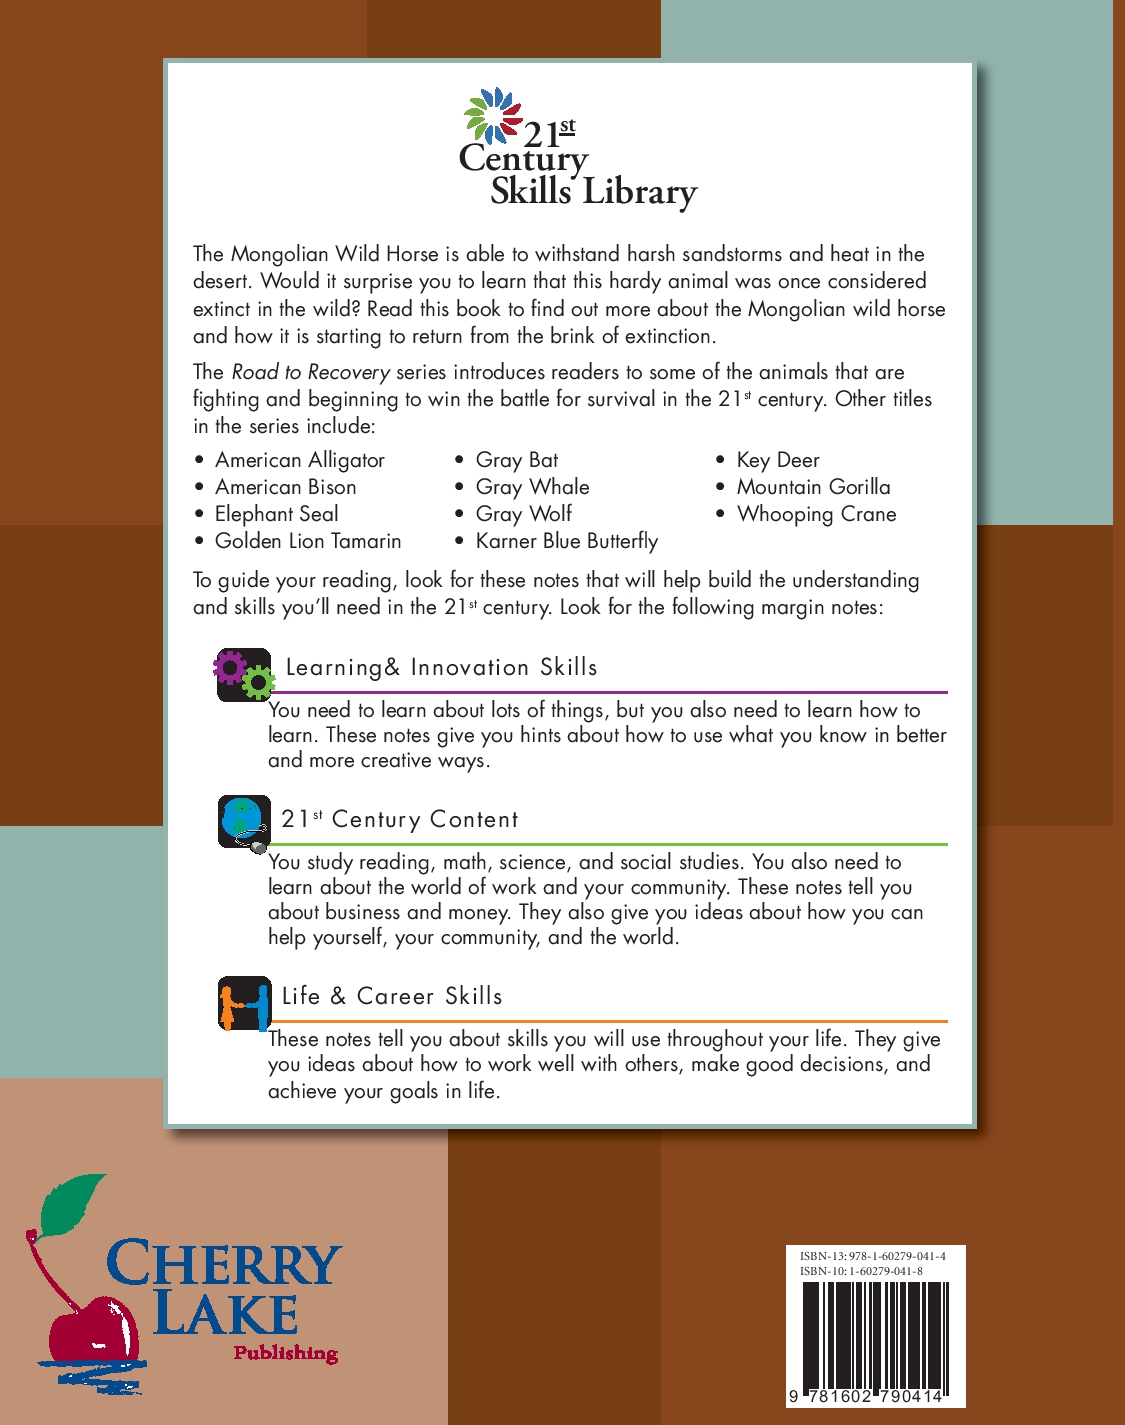 21st
Century
Skills Library
The Mongolian Wild Horse is able to withstand harsh sandstorms and heat in the
desert. Would it surprise you to learn that this hardy animal was once considered
extinct in the wild? Read this book to find out more about the Mongolian wild horse
and how it is starting to return from the brink of extinction.
The Road to Recovery series introduces readers to some of the animals that are
fighting and beginning to win the battle for survival in the 21st century. Other titles
in the series include:
• American Alligator
• American Bison
• Elephant Seal
• Golden Lion Tamarin
• Gray Bat
• Gray Whale
• Gray Wolf
• Karner Blue Butterfly
• Key Deer
• Mountain Gorilla
• Whooping Crane
To guide your reading, look for these notes that will help build the understanding
and skills you'll need in the 21st century. Look for the following margin notes:
Learning& Innovation Skills
You need to learn about lots of things, but you also need to learn how to
learn. These notes give you hints about how to use what you know in better
and more creative ways.
21st Century Content
You study reading, math, science, and social studies. You also need to
learn about the world of work and your community. These notes tell you
about business and money. They also give you ideas about how you can
help yourself, your community, and the world.
Life & Career Skills
These notes tell you about skills you will use throughout your life. They give
you ideas about how to work well with others, make good decisions, and
achieve your goals in life.
CHERRY
LAKE
Publishing
ISBN-13: 978-1-60279-041-4
ISBN-10: 1-60279-041-8
9 781602 790414